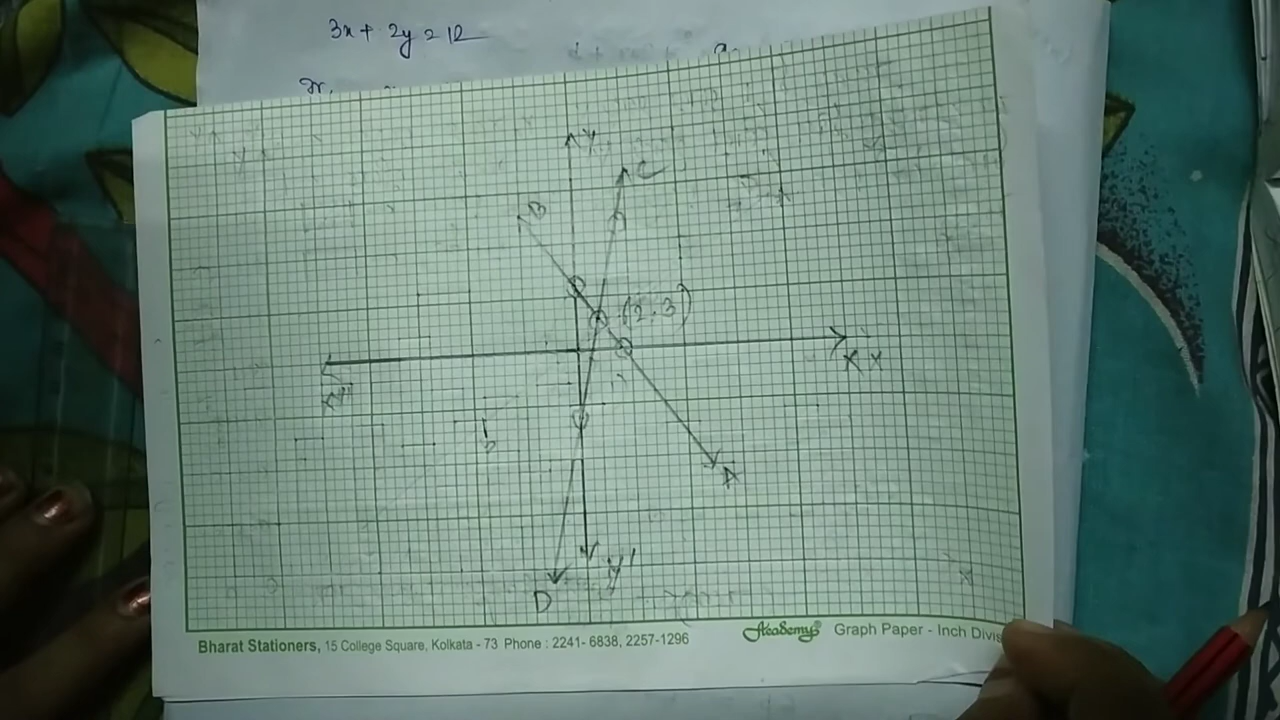 3x + 2y = 12
Y
C
B
(2,3)
X
A
Y'
D
Bharat Stationers, 15 College Square, Kolkata - 73 Phone : 2241- 6838, 2257-1296 Academy Graph Paper - Inch Divis